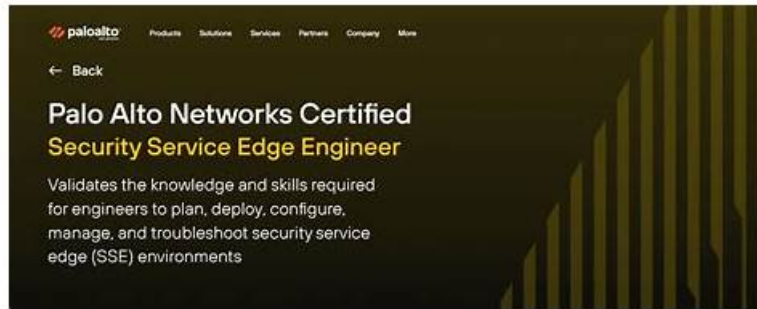 paloalto
Products Solutions Services Partners Company More
← Back
Palo Alto Networks Certified
Security Service Edge Engineer
Validates the knowledge and skills required
for engineers to plan, deploy, configure,
manage, and troubleshoot security service
edge (SSE) environments